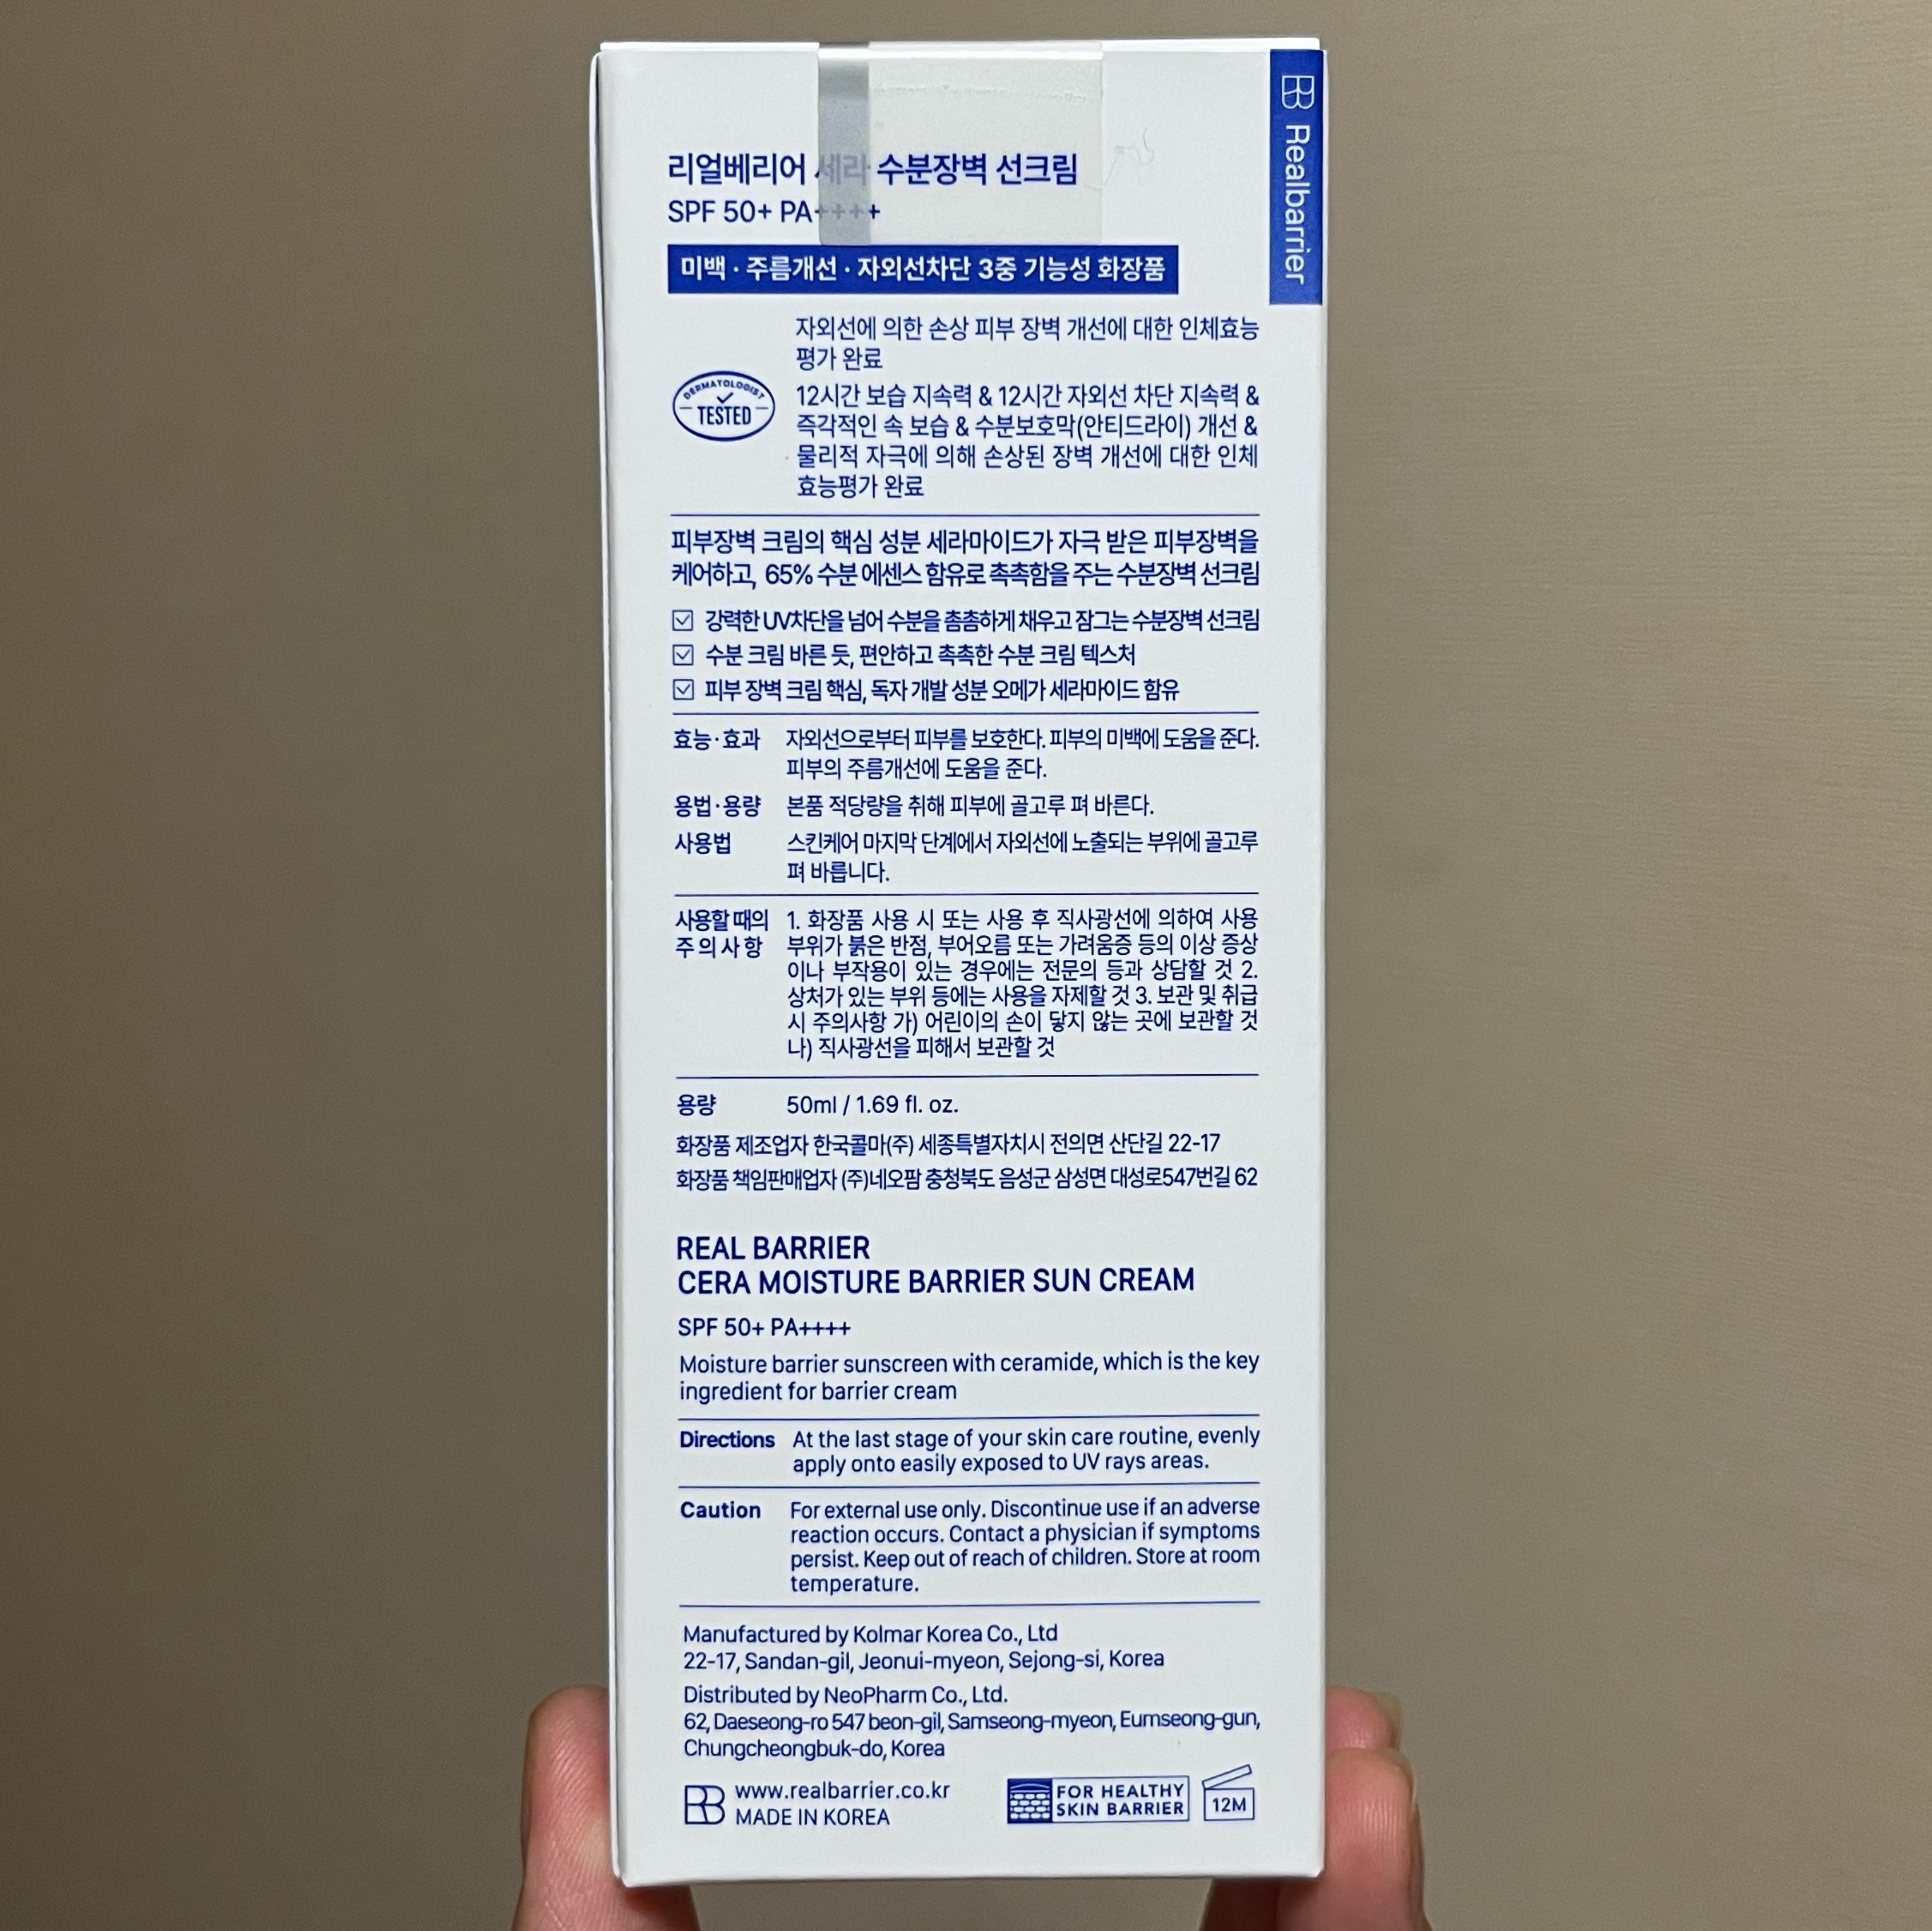 Realbarrier
리얼베리어 세라 수분장벽 선크림
SPF 50+ PA++++
미백 · 주름개선 · 자외선차단 3중 기능성 화장품
DERMATOLOGIST
TESTED
자외선에 의한 손상 피부 장벽 개선에 대한 인체효능
평가 완료
12시간 보습 지속력 & 12시간 자외선 차단 지속력 &
즉각적인 속 보습 & 수분보호막(안티드라이) 개선 &
물리적 자극에 의해 손상된 장벽 개선에 대한 인체
효능평가 완료
피부장벽 크림의 핵심 성분 세라마이드가 자극 받은 피부장벽을
케어하고, 65% 수분 에센스 함유로 촉촉함을 주는 수분장벽 선크림
강력한 UV차단을 넘어 수분을 촘촘하게 채우고 잠그는 수분장벽 선크림
수분 크림 바른 듯, 편안하고 촉촉한 수분 크림 텍스처
피부 장벽 크림 핵심, 독자 개발 성분 오메가 세라마이드 함유
효능·효과 자외선으로부터 피부를 보호한다. 피부의 미백에 도움을 준다.
피부의 주름개선에 도움을 준다.
용법·용량 본품 적당량을 취해 피부에 골고루 펴 바른다.
사용법 스킨케어 마지막 단계에서 자외선에 노출되는 부위에 골고루
펴 바릅니다.
사용할 때의 1. 화장품 사용 시 또는 사용 후 직사광선에 의하여 사용
주의사항 부위가 붉은 반점, 부어오름 또는 가려움증 등의 이상 증상
이나 부작용이 있는 경우에는 전문의 등과 상담할 것 2.
상처가 있는 부위 등에는 사용을 자제할 것 3. 보관 및 취급
시 주의사항 가) 어린이의 손이 닿지 않는 곳에 보관할 것
나) 직사광선을 피해서 보관할 것
용량 50ml / 1.69 fl. oz.
화장품 제조업자 한국콜마(주) 세종특별자치시 전의면 산단길 22-17
화장품 책임판매업자 (주)네오팜 충청북도 음성군 삼성면 대성로547번길 62
REAL BARRIER
CERA MOISTURE BARRIER SUN CREAM
SPF 50+ PA++++
Moisture barrier sunscreen with ceramide, which is the key
ingredient for barrier cream
Directions At the last stage of your skin care routine, evenly
apply onto easily exposed to UV rays areas.
Caution For external use only. Discontinue use if an adverse
reaction occurs. Contact a physician if symptoms
persist. Keep out of reach of children. Store at room
temperature.
Manufactured by Kolmar Korea Co., Ltd
22-17, Sandan-gil, Jeonui-myeon, Sejong-si, Korea
Distributed by NeoPharm Co., Ltd.
62, Daeseong-ro 547 beon-gil, Samseong-myeon, Eumseong-gun,
Chungcheongbuk-do, Korea
www.realbarrier.co.kr
MADE IN KOREA
FOR HEALTHY
SKIN BARRIER
12M